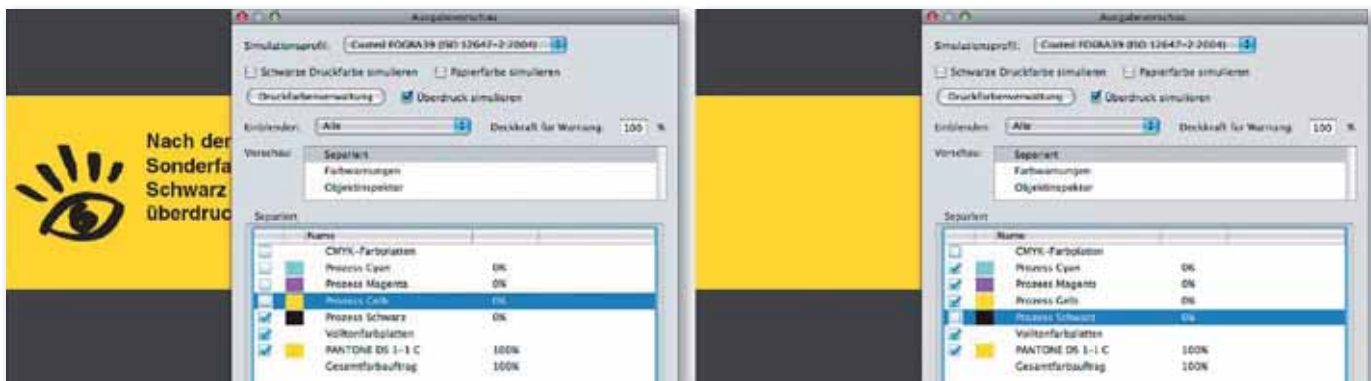 Ausgabevorschau
Simulationsprofil: Coated FOGRA39 (ISO 12647-2:2004)
Schwarze Druckfarbe simulieren Papierfarbe simulieren
Druckfarbenverwaltung Überdruck simulieren
Einblenden: Alle Deckkraft für Warnung: 100 %
Vorschau: Separiert
Farbwarnungen
Objektinspektor
Separiert
Name
CMYK-Farbplatten
Prozess Cyan 0%
Prozess Magenta 0%
Prozess Gelb 0%
Prozess Schwarz 0%
Volltonfarbplatten
PANTONE DS 1-1 C 100%
Gesamtfarbauftrag 100%
Nach der
Sonderfa
Schwarz
überdruc
Ausgabevorschau
Simulationsprofil: Coated FOGRA39 (ISO 12647-2:2004)
Schwarze Druckfarbe simulieren Papierfarbe simulieren
Druckfarbenverwaltung Überdruck simulieren
Einblenden: Alle Deckkraft für Warnung: 100 %
Vorschau: Separiert
Farbwarnungen
Objektinspektor
Separiert
Name
CMYK-Farbplatten
Prozess Cyan 0%
Prozess Magenta 0%
Prozess Gelb 0%
Prozess Schwarz 0%
Volltonfarbplatten
PANTONE DS 1-1 C 100%
Gesamtfarbauftrag 100%